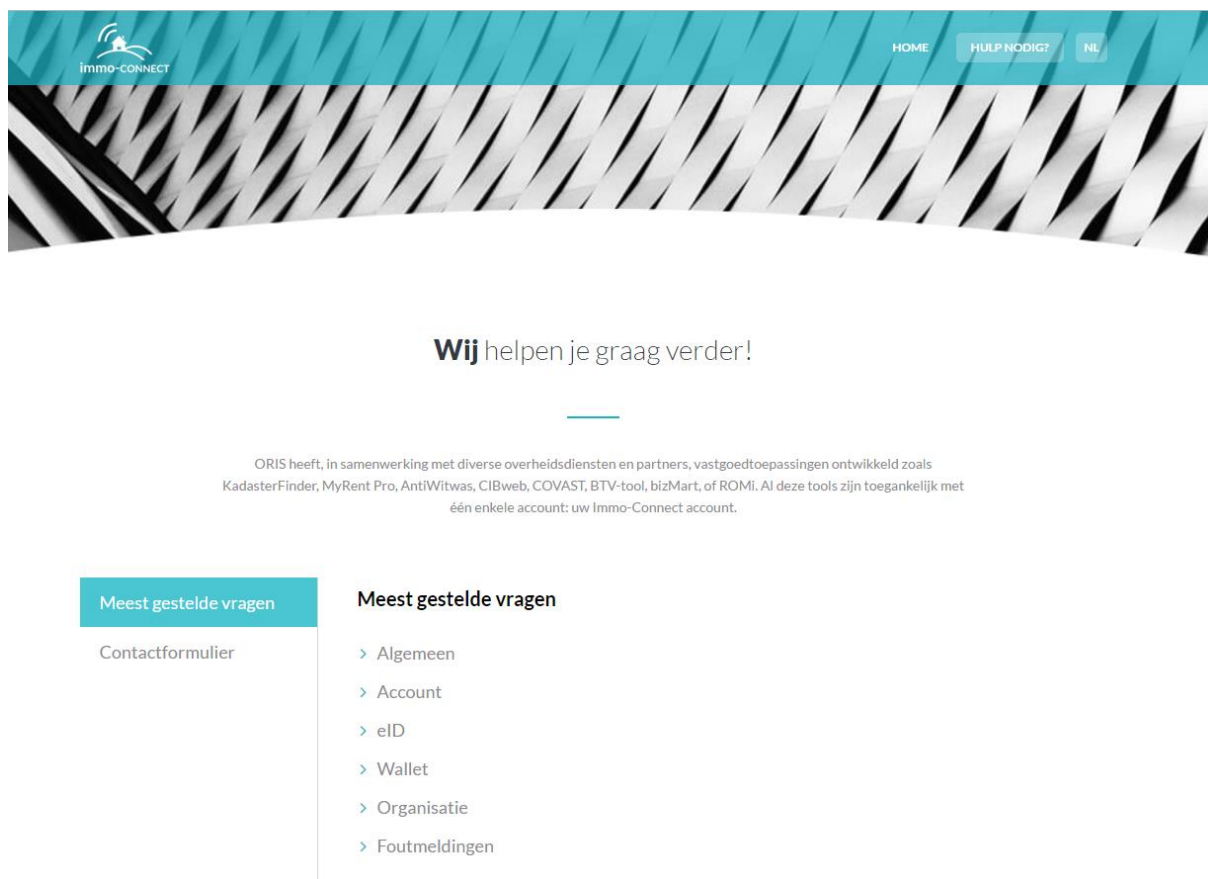 immo-CONNECT
HOME
HULP NODIG?
NL
Wij helpen je graag verder!
ORIS heeft, in samenwerking met diverse overheidsdiensten en partners, vastgoedtoepassingen ontwikkeld zoals
KadasterFinder, MyRent Pro, AntiWitwas, CIBweb, COVAST, BTV-tool, bizMart, of ROMi. Al deze tools zijn toegankelijk met
één enkele account: uw Immo-Connect account.
Meest gestelde vragen
Contactformulier
Meest gestelde vragen
Algemeen
Account
eID
Wallet
Organisatie
Foutmeldingen